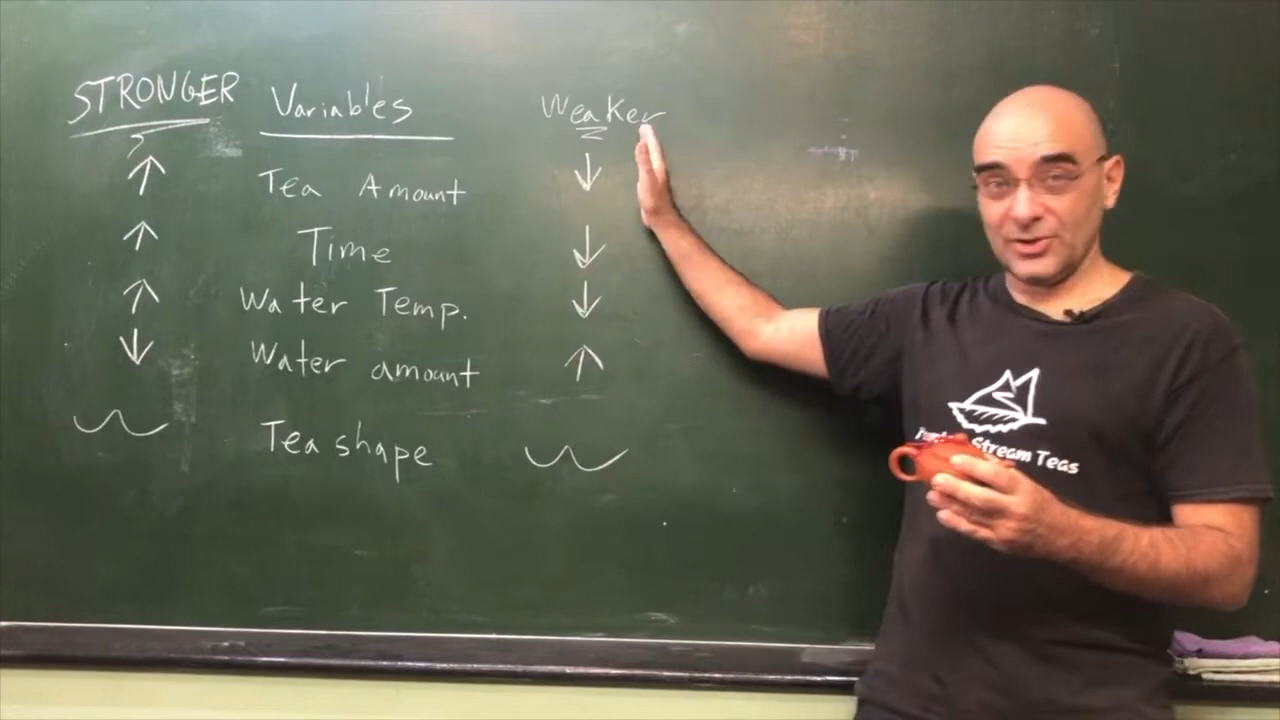 STRONGER Variables Weaker
↑ Tea Amount ↓
↑ Time ↓
↑ Water Temp. ↓
↓ Water amount ↑
Tea shape
Stream Teas